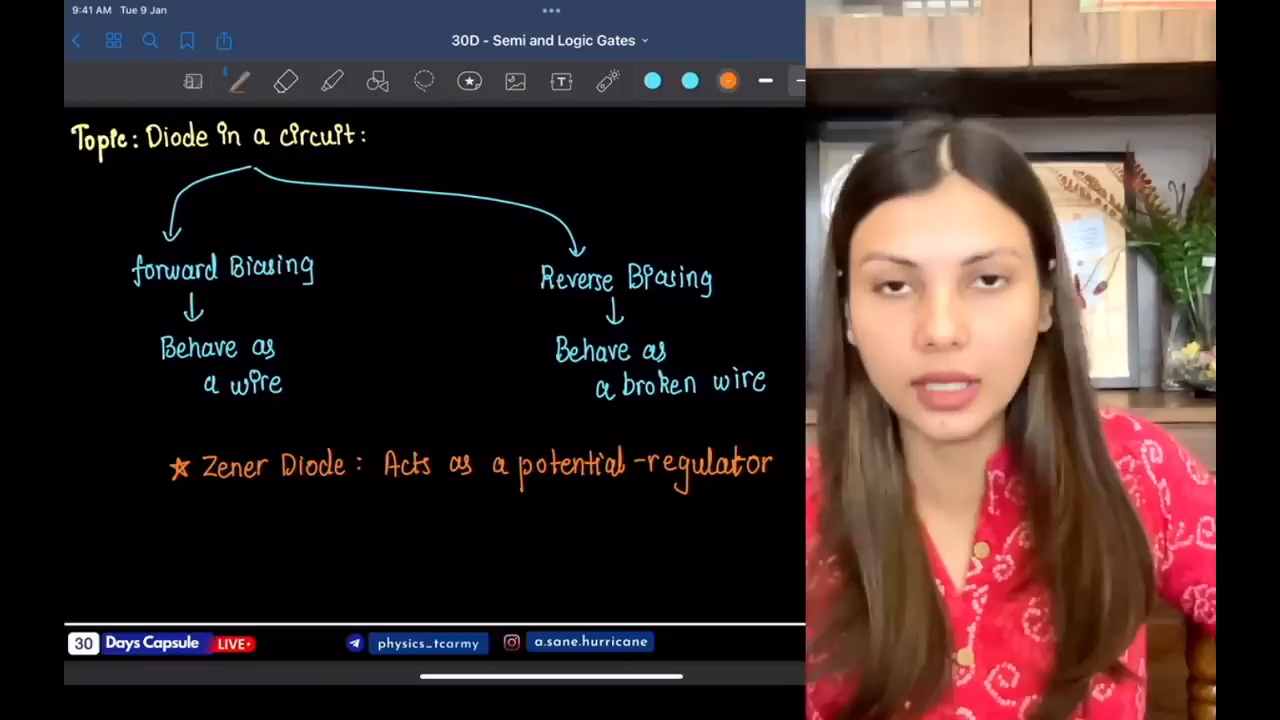 9:41 AM Tue 9 Jan
30D - Semi and Logic Gates
T
Topic: Diode in a circuit:
forward Biasing
Reverse Biasing
Behave as
a wire
Behave as
a broken wire
Zener Diode: Acts as a potential-regulator
30 Days Capsule LIVE
physics_tcarmy
a.sane.hurricane